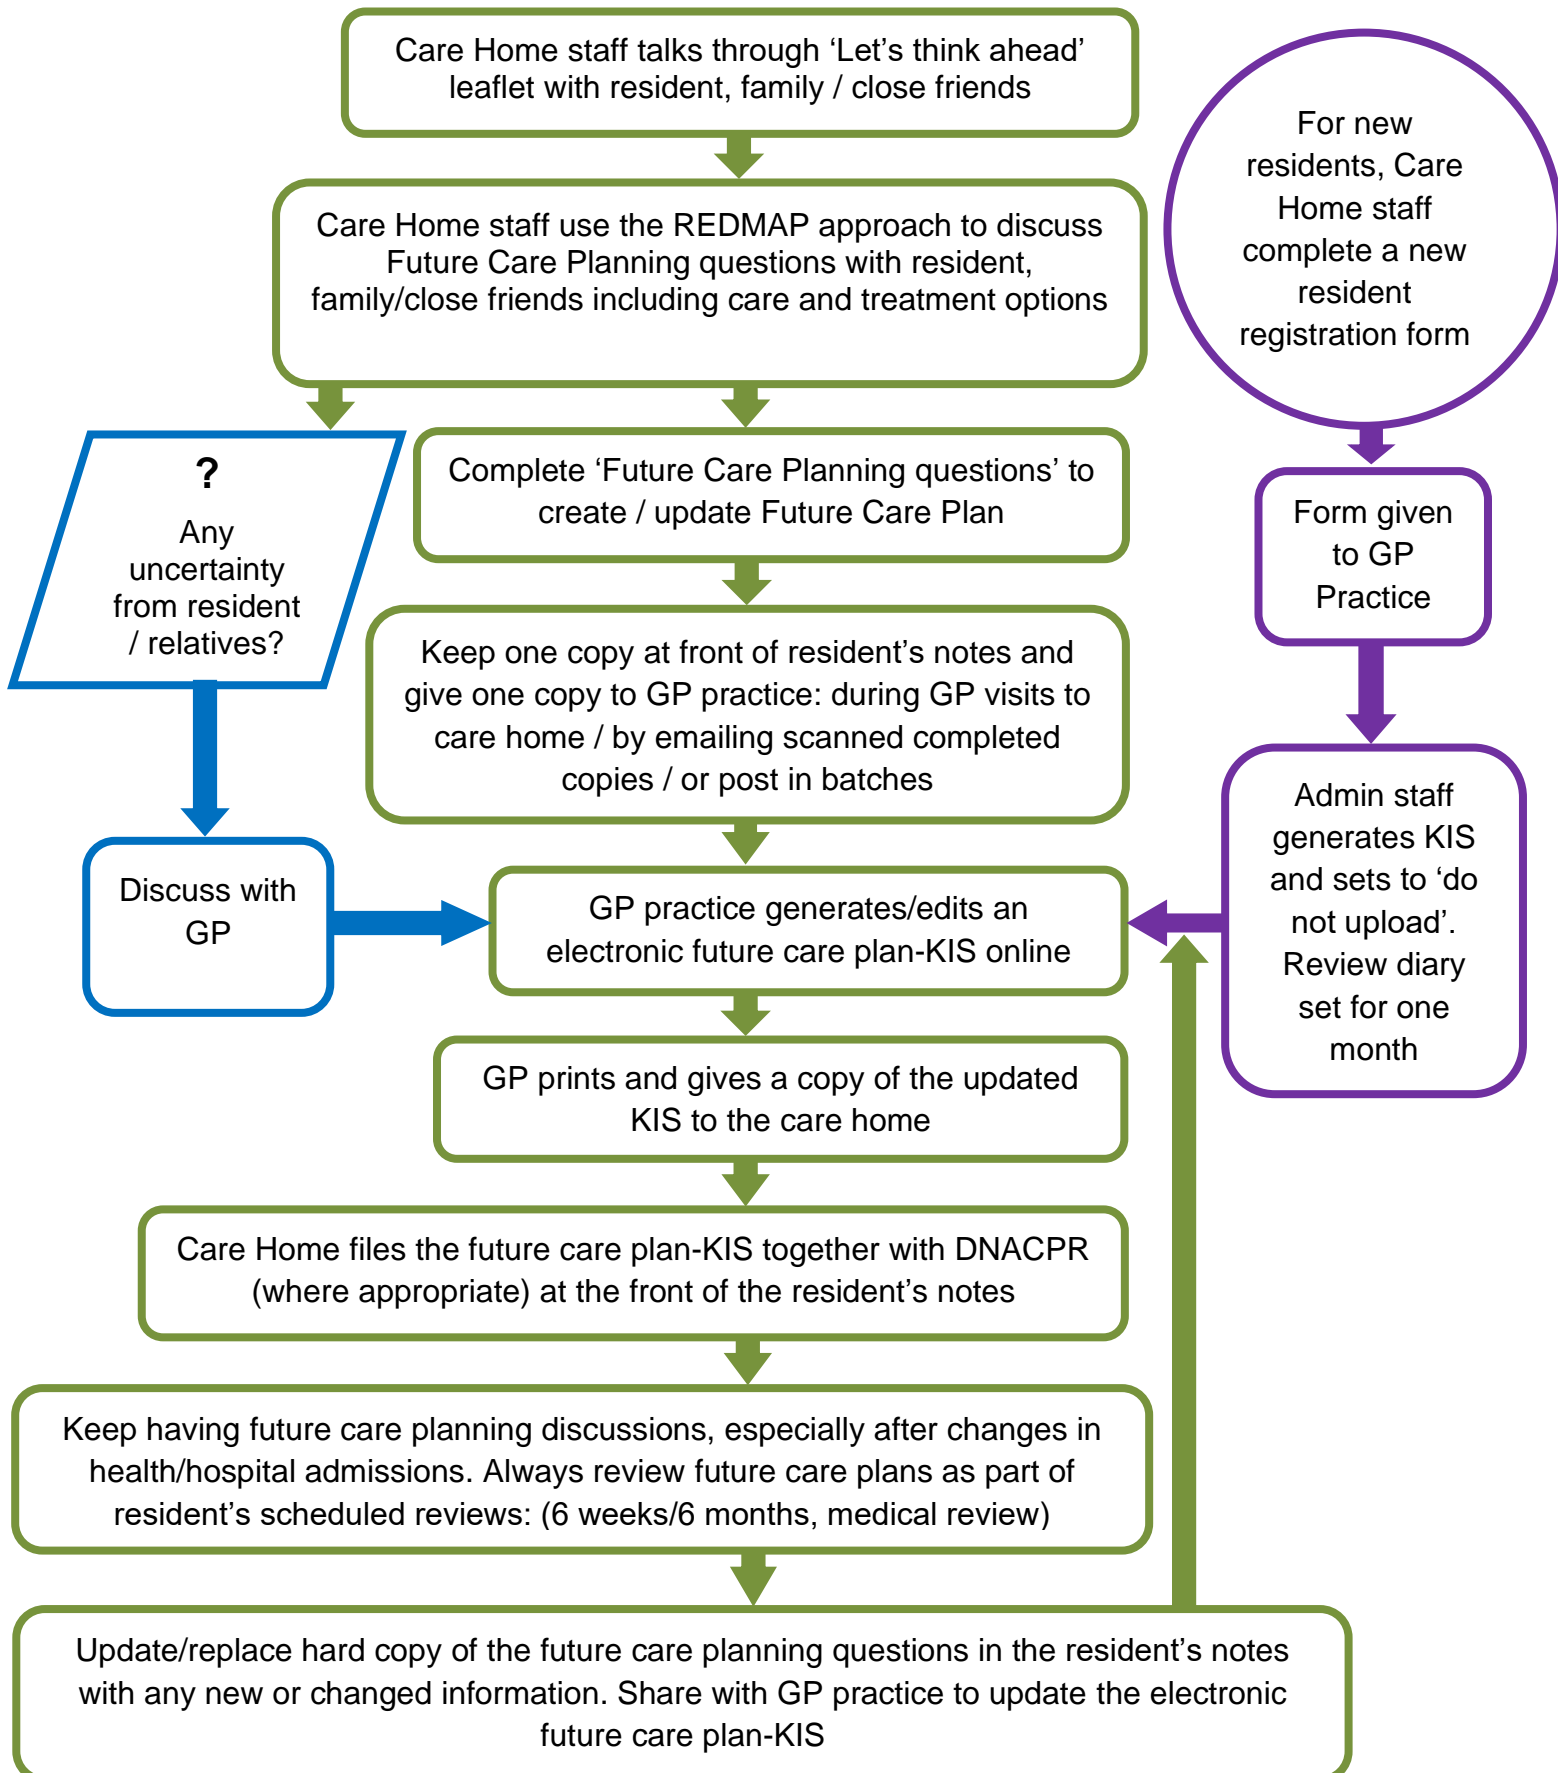 Care Home staff talks through ‘Let’s think ahead’
leaflet with resident, family / close friends
For new
residents, Care
Home staff
complete a new
resident
registration form
Care Home staff use the REDMAP approach to discuss
Future Care Planning questions with resident,
family/close friends including care and treatment options
?
Any
uncertainty
from resident
/ relatives?
Complete ‘Future Care Planning questions’ to
create / update Future Care Plan
Form given
to GP
Practice
Keep one copy at front of resident’s notes and
give one copy to GP practice: during GP visits to
care home / by emailing scanned completed
copies / or post in batches
Admin staff
generates KIS
and sets to ‘do
not upload’.
Review diary
set for one
month
Discuss with
GP
GP practice generates/edits an
electronic future care plan-KIS online
GP prints and gives a copy of the updated
KIS to the care home
Care Home files the future care plan-KIS together with DNACPR
(where appropriate) at the front of the resident’s notes
Keep having future care planning discussions, especially after changes in
health/hospital admissions. Always review future care plans as part of
resident’s scheduled reviews: (6 weeks/6 months, medical review)
Update/replace hard copy of the future care planning questions in the resident’s notes
with any new or changed information. Share with GP practice to update the electronic
future care plan-KIS